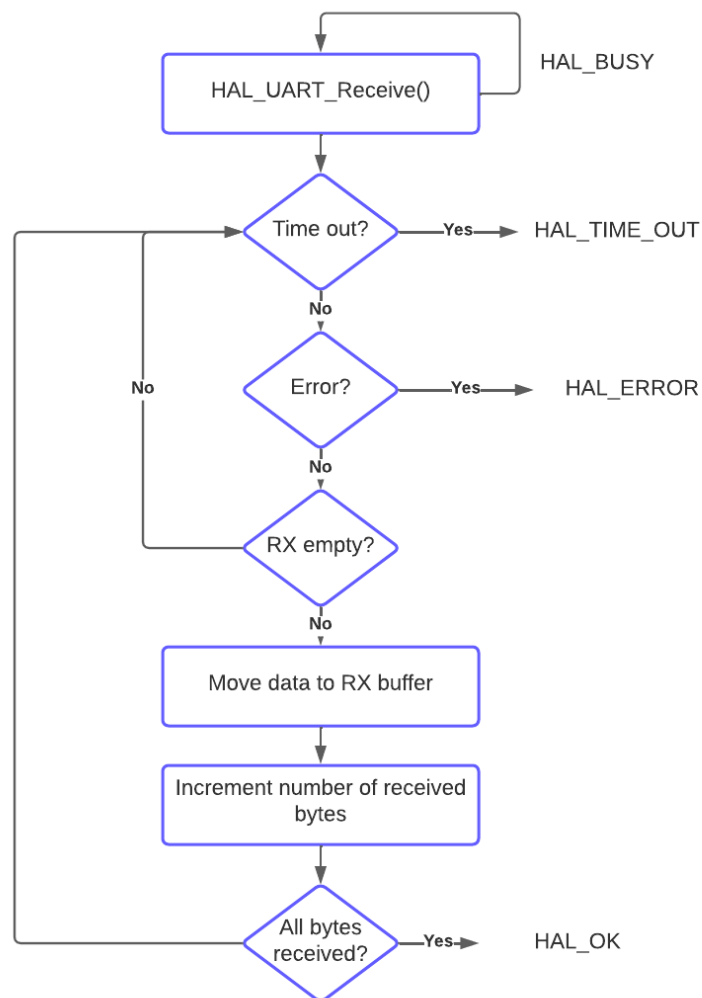 HAL_BUSY
HAL_UART_Receive()
Time out?
Yes
HAL_TIME_OUT
No
Error?
Yes
HAL_ERROR
No
No
RX empty?
No
Move data to RX buffer
Increment number of received
bytes
All bytes
received?
Yes
HAL_OK